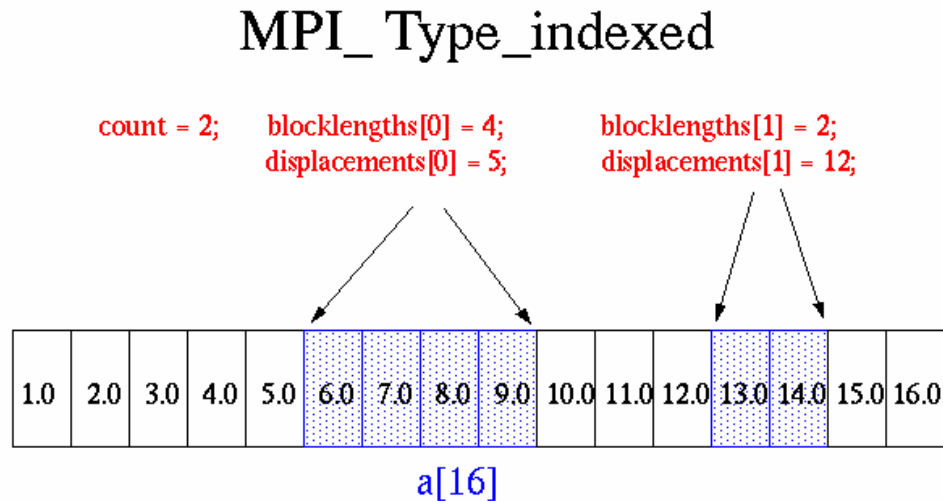 MPI_ Type_indexed
count = 2; blocklengths[0] = 4; blocklengths[1] = 2;
displacements[0] = 5; displacements[1] = 12;
1.0 2.0 3.0 4.0 5.0 6.0 7.0 8.0 9.0 10.0 11.0 12.0 13.0 14.0 15.0 16.0
a[16]